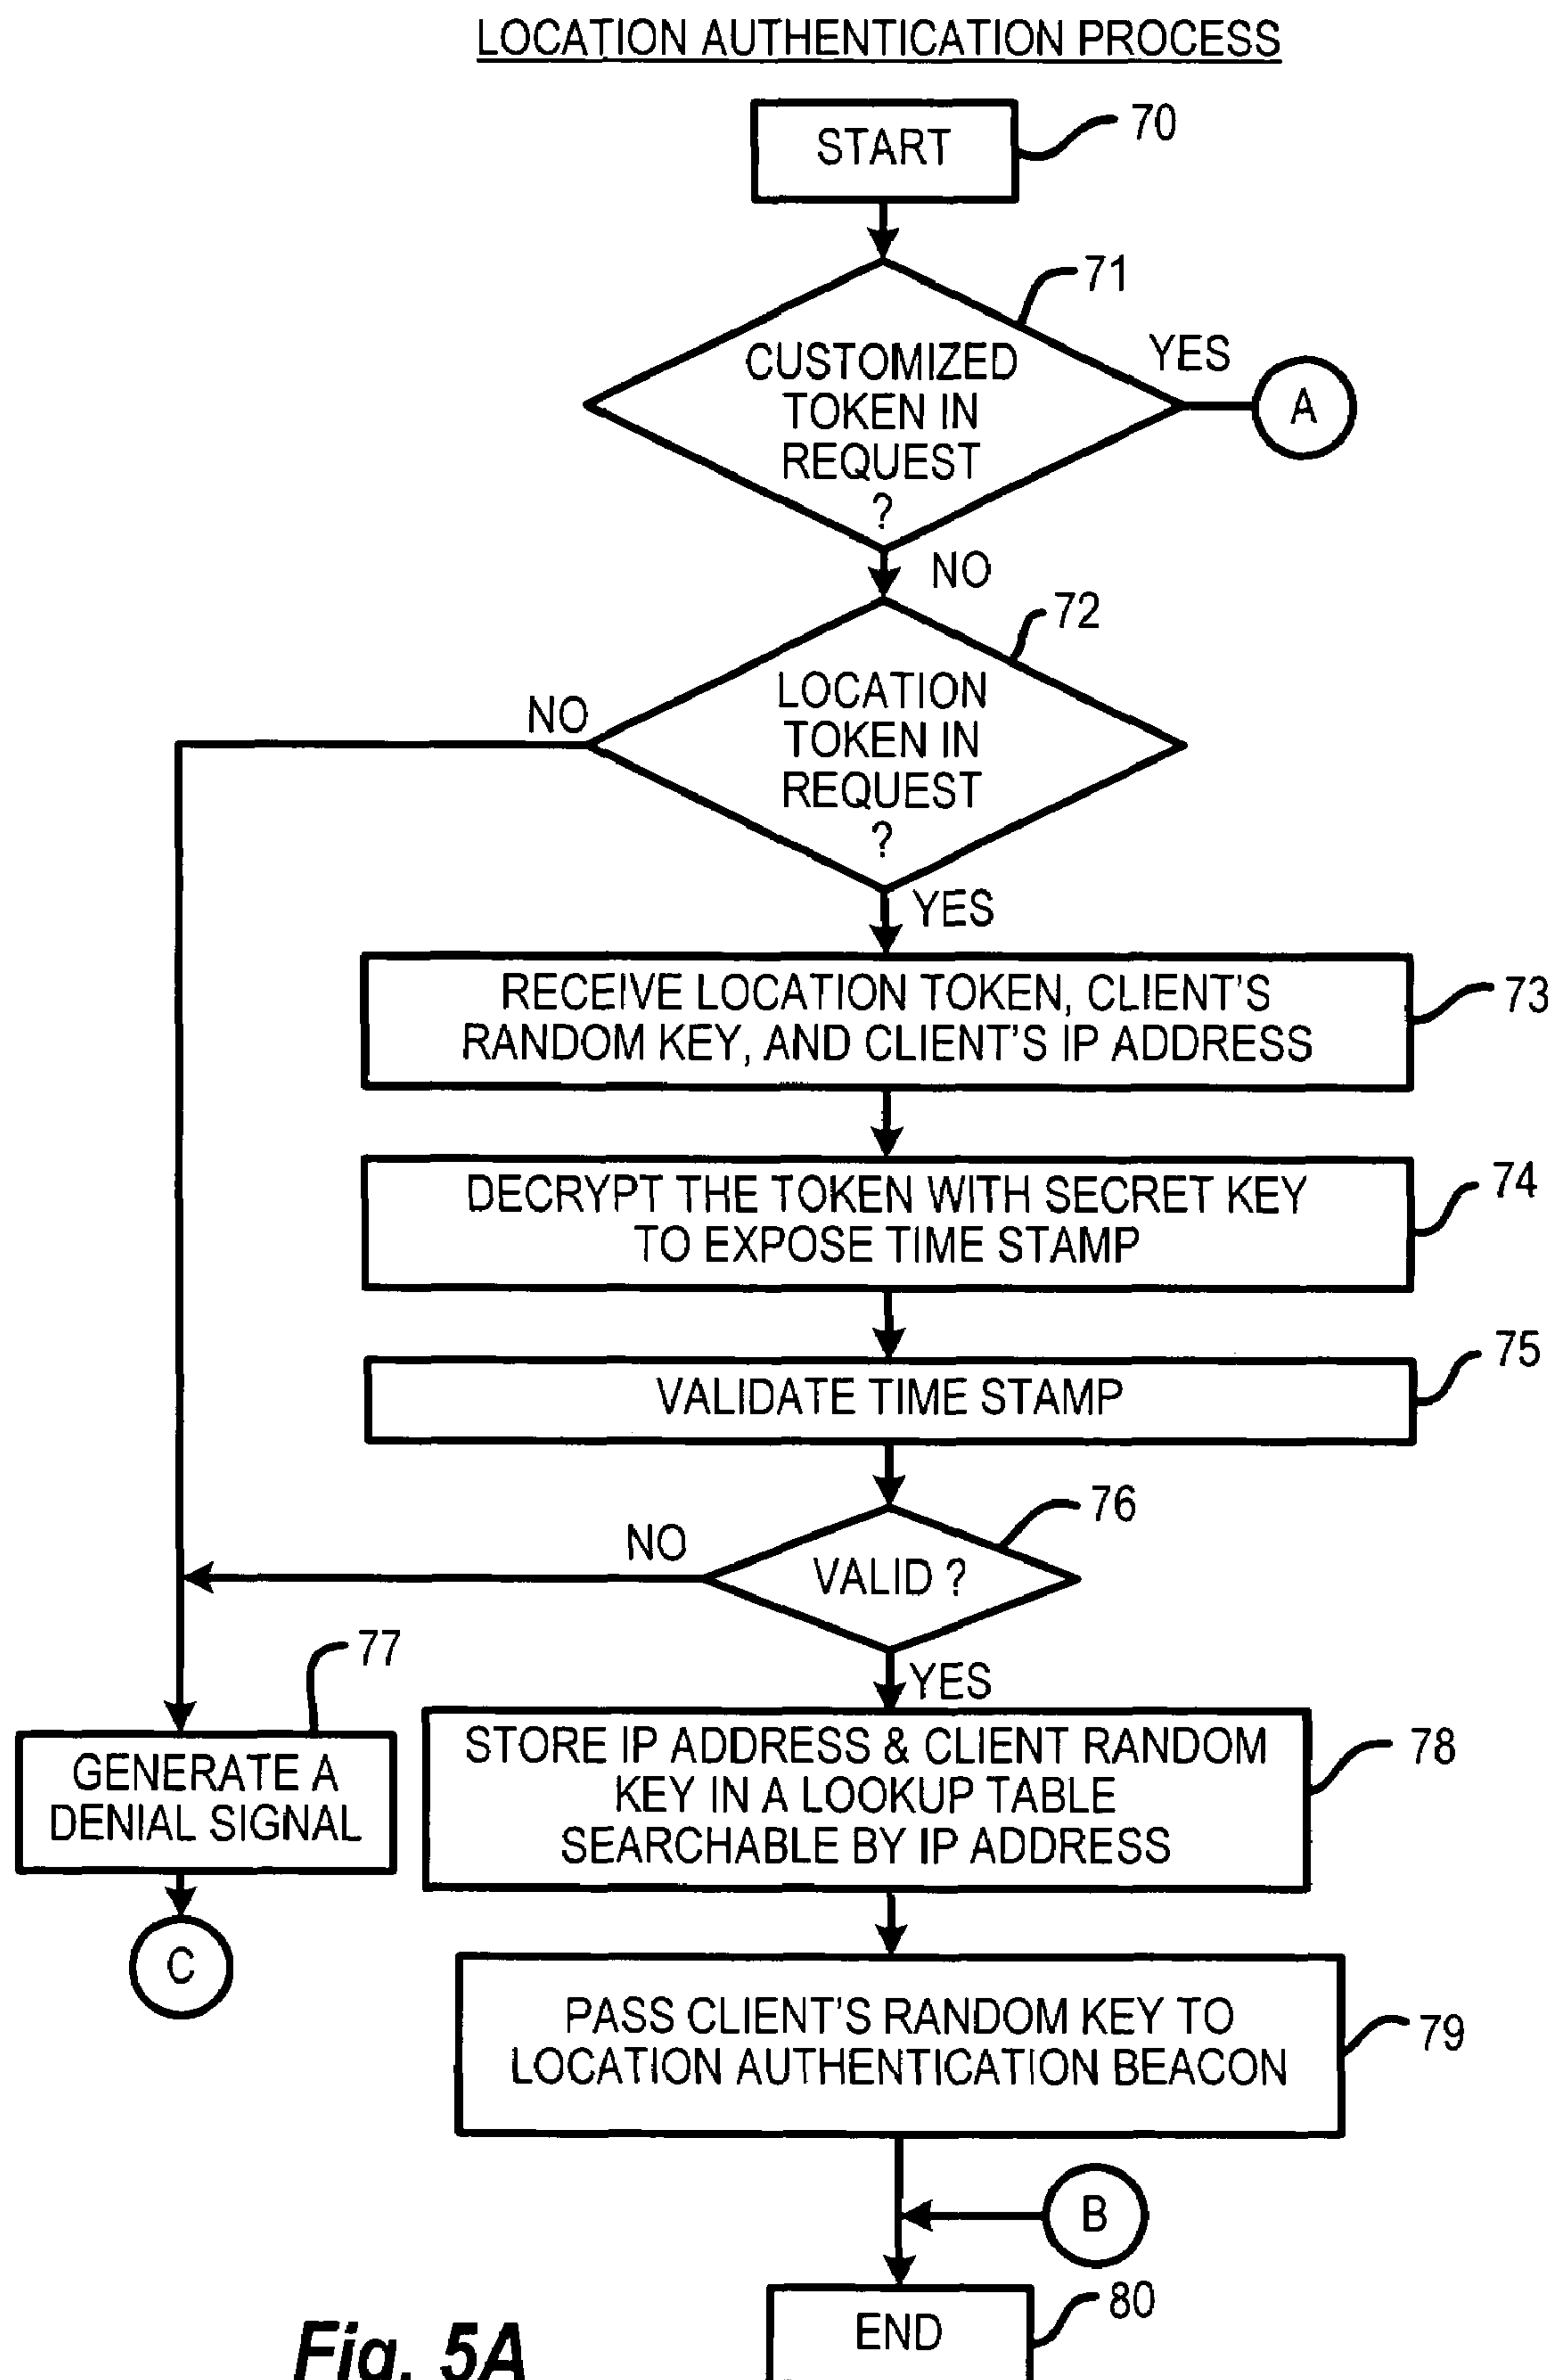 LOCATION AUTHENTICATION PROCESS
START
70
71
CUSTOMIZED
TOKEN IN
REQUEST
?
YES
A
NO
72
LOCATION
TOKEN IN
REQUEST
?
NO
YES
RECEIVE LOCATION TOKEN, CLIENT'S
RANDOM KEY, AND CLIENT'S IP ADDRESS
73
DECRYPT THE TOKEN WITH SECRET KEY
TO EXPOSE TIME STAMP
74
VALIDATE TIME STAMP
75
76
VALID ?
NO
YES
77
GENERATE A
DENIAL SIGNAL
C
STORE IP ADDRESS & CLIENT RANDOM
KEY IN A LOOKUP TABLE
SEARCHABLE BY IP ADDRESS
78
PASS CLIENT'S RANDOM KEY TO
LOCATION AUTHENTICATION BEACON
79
B
END
80
Fig. 5A